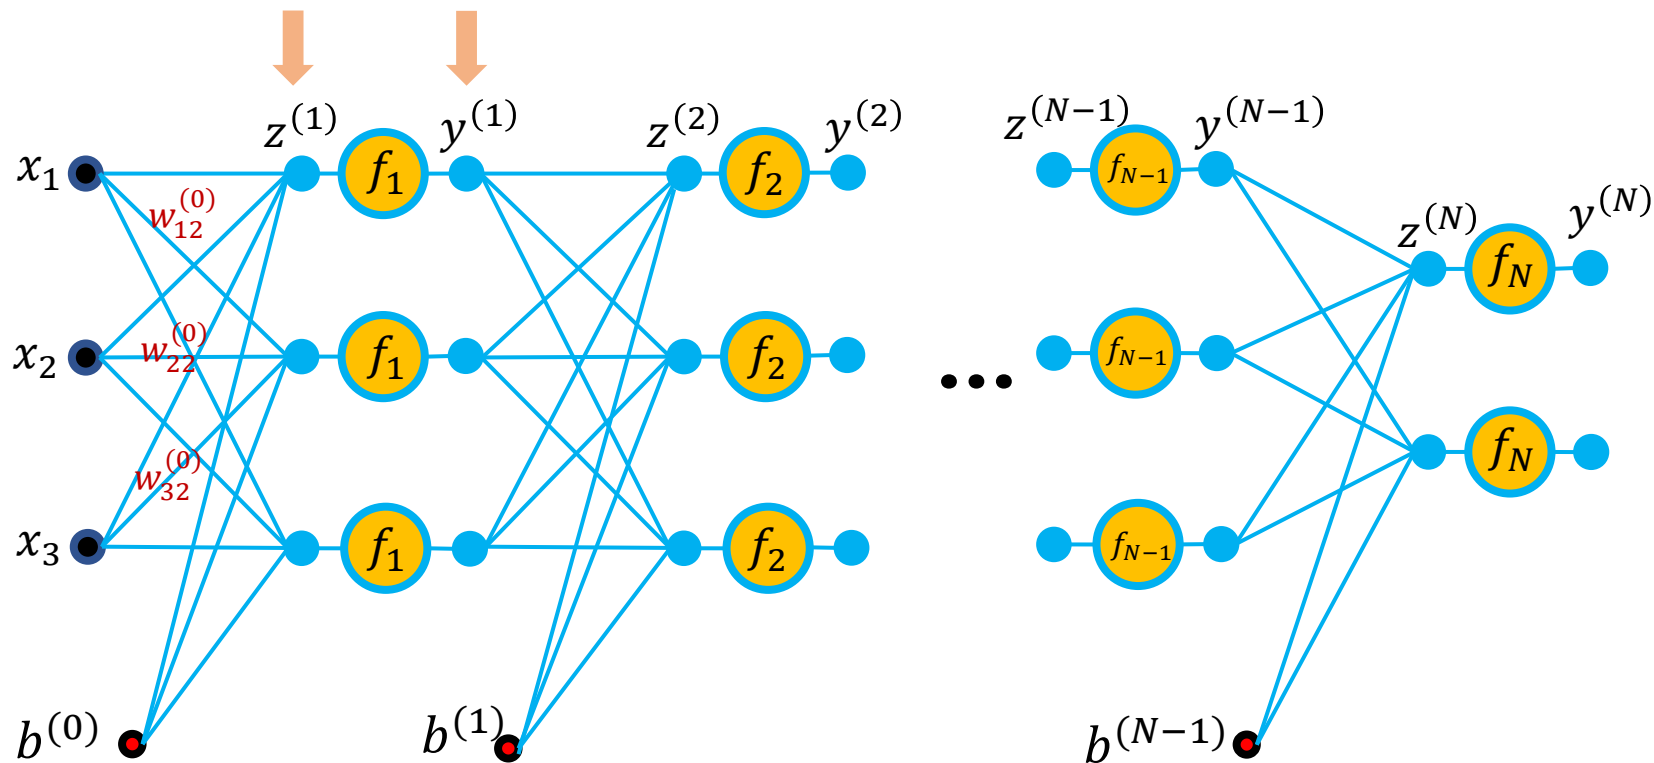 z^(1) y^(1) z^(2) y^(2) z^(N−1) y^(N−1)
x_1 f_1 f_2 f_{N−1}
w_12^(0)
z^(N) y^(N)
f_N
x_2 w_22^(0) f_1 f_2 ... f_{N−1}
f_N
w_32^(0)
x_3 f_1 f_2 f_{N−1}
b^(0) b^(1) b^(N−1)